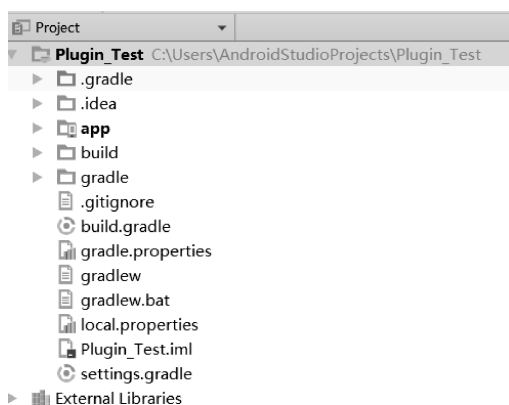 Project
Plugin_Test C:\Users\AndroidStudioProjects\Plugin_Test
.gradle
.idea
app
build
gradle
.gitignore
build.gradle
gradle.properties
gradlew
gradlew.bat
local.properties
Plugin_Test.iml
settings.gradle
External Libraries